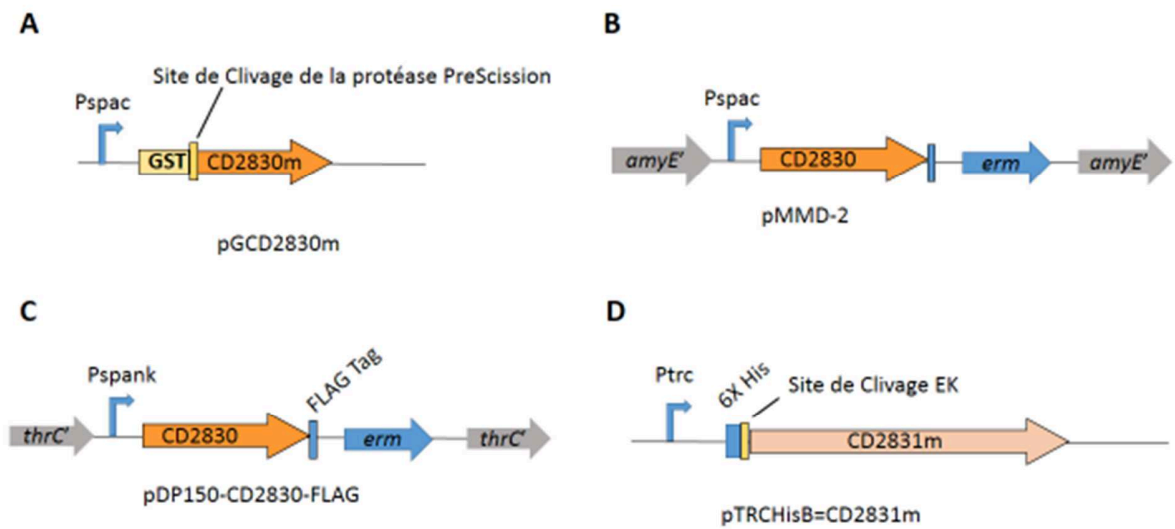 A
Site de Clivage de la protéase PreScission
Pspac
GST
CD2830m
pGCD2830m
B
Pspac
amyE'
CD2830
erm
amyE'
pMMD-2
C
Pspank
FLAG Tag
thrC'
CD2830
erm
thrC'
pDP150-CD2830-FLAG
D
Ptrc
6X His
Site de Clivage EK
CD2831m
pTRCHisB=CD2831m